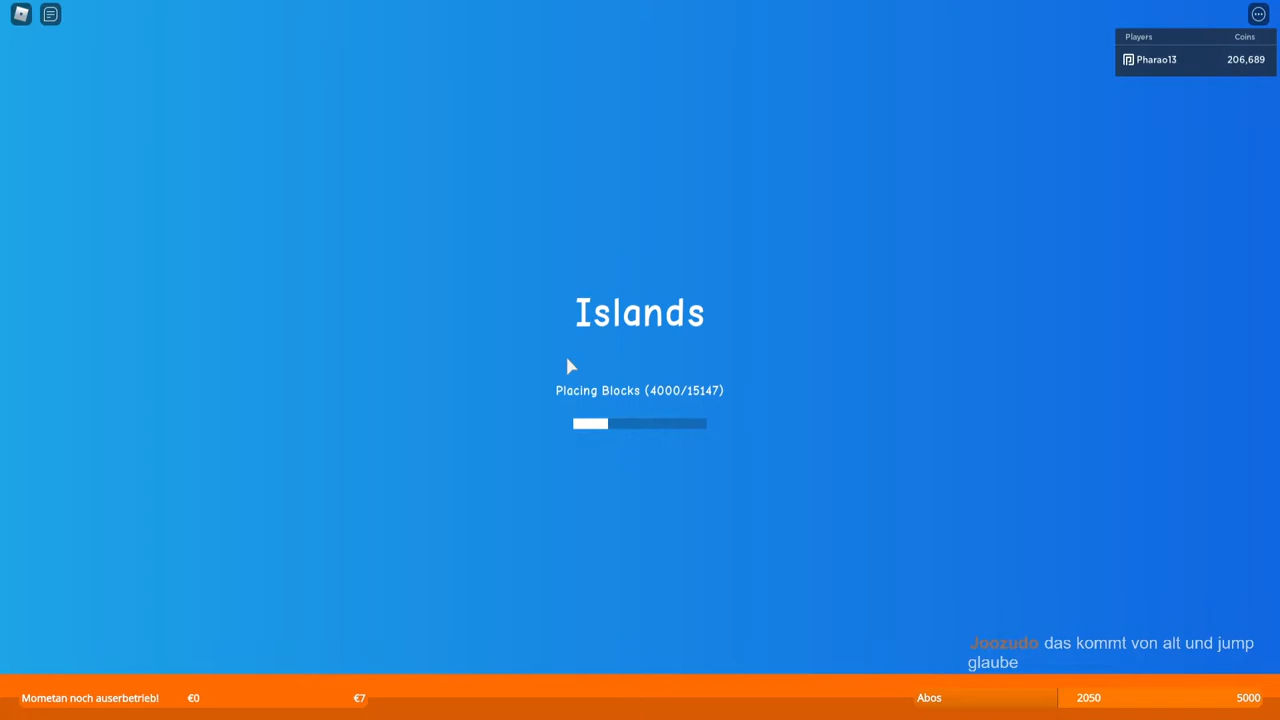 Players Coins
Pharao13 206,689
Islands
Placing Blocks (4000/15147)
Joozudo das kommt von alt und jump
glaube
Mometan noch auserbetrieb! €0 €7 Abos 2050 5000